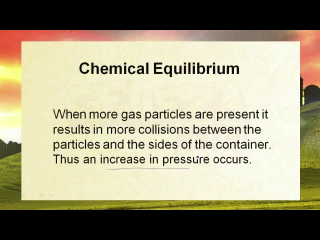 Chemical Equilibrium
When more gas particles are present it
results in more collisions between the
particles and the sides of the container.
Thus an increase in pressure occurs.